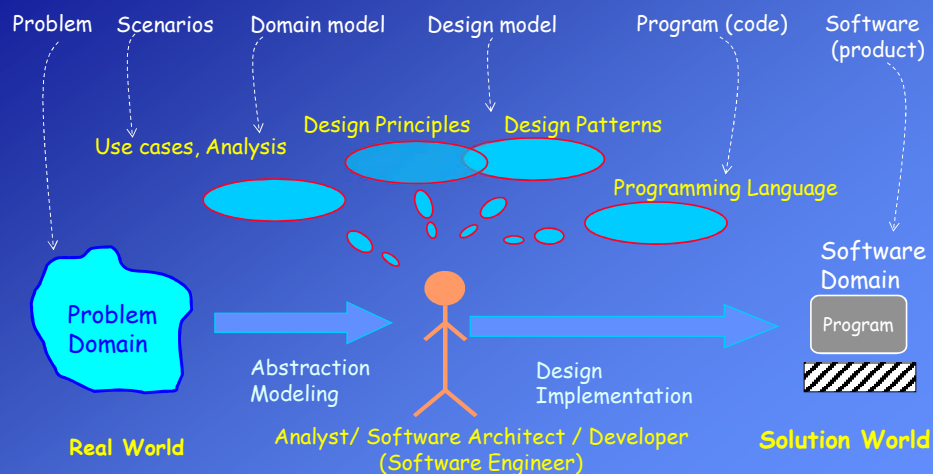 Problem
Scenarios
Domain model
Design model
Program (code)
Software
(product)
Design Principles
Design Patterns
Use cases, Analysis
Programming Language
Software
Domain
Problem
Domain
Program
Abstraction
Modeling
Design
Implementation
Real World
Analyst/ Software Architect / Developer
(Software Engineer)
Solution World